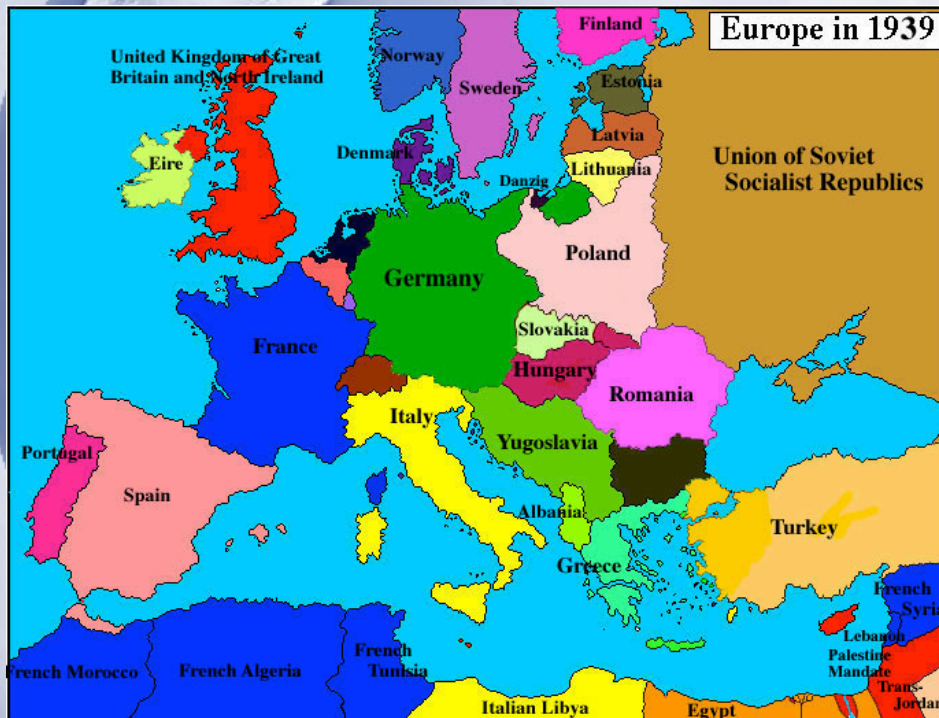 Europe in 1939
Finland
Norway
United Kingdom of Great
Britain and North Ireland
Sweden
Estonia
Latvia
Denmark
Eire
Union of Soviet
Socialist Republics
Lithuania
Danzig
Poland
Germany
Slovakia
France
Hungary
Romania
Italy
Yugoslavia
Portugal
Spain
Albania
Turkey
Greece
French
Syria
Lebanon
Palestine
Mandate
French Morocco
French Algeria
French
Tunisia
Trans-
Jordan
Italian Libya
Egypt